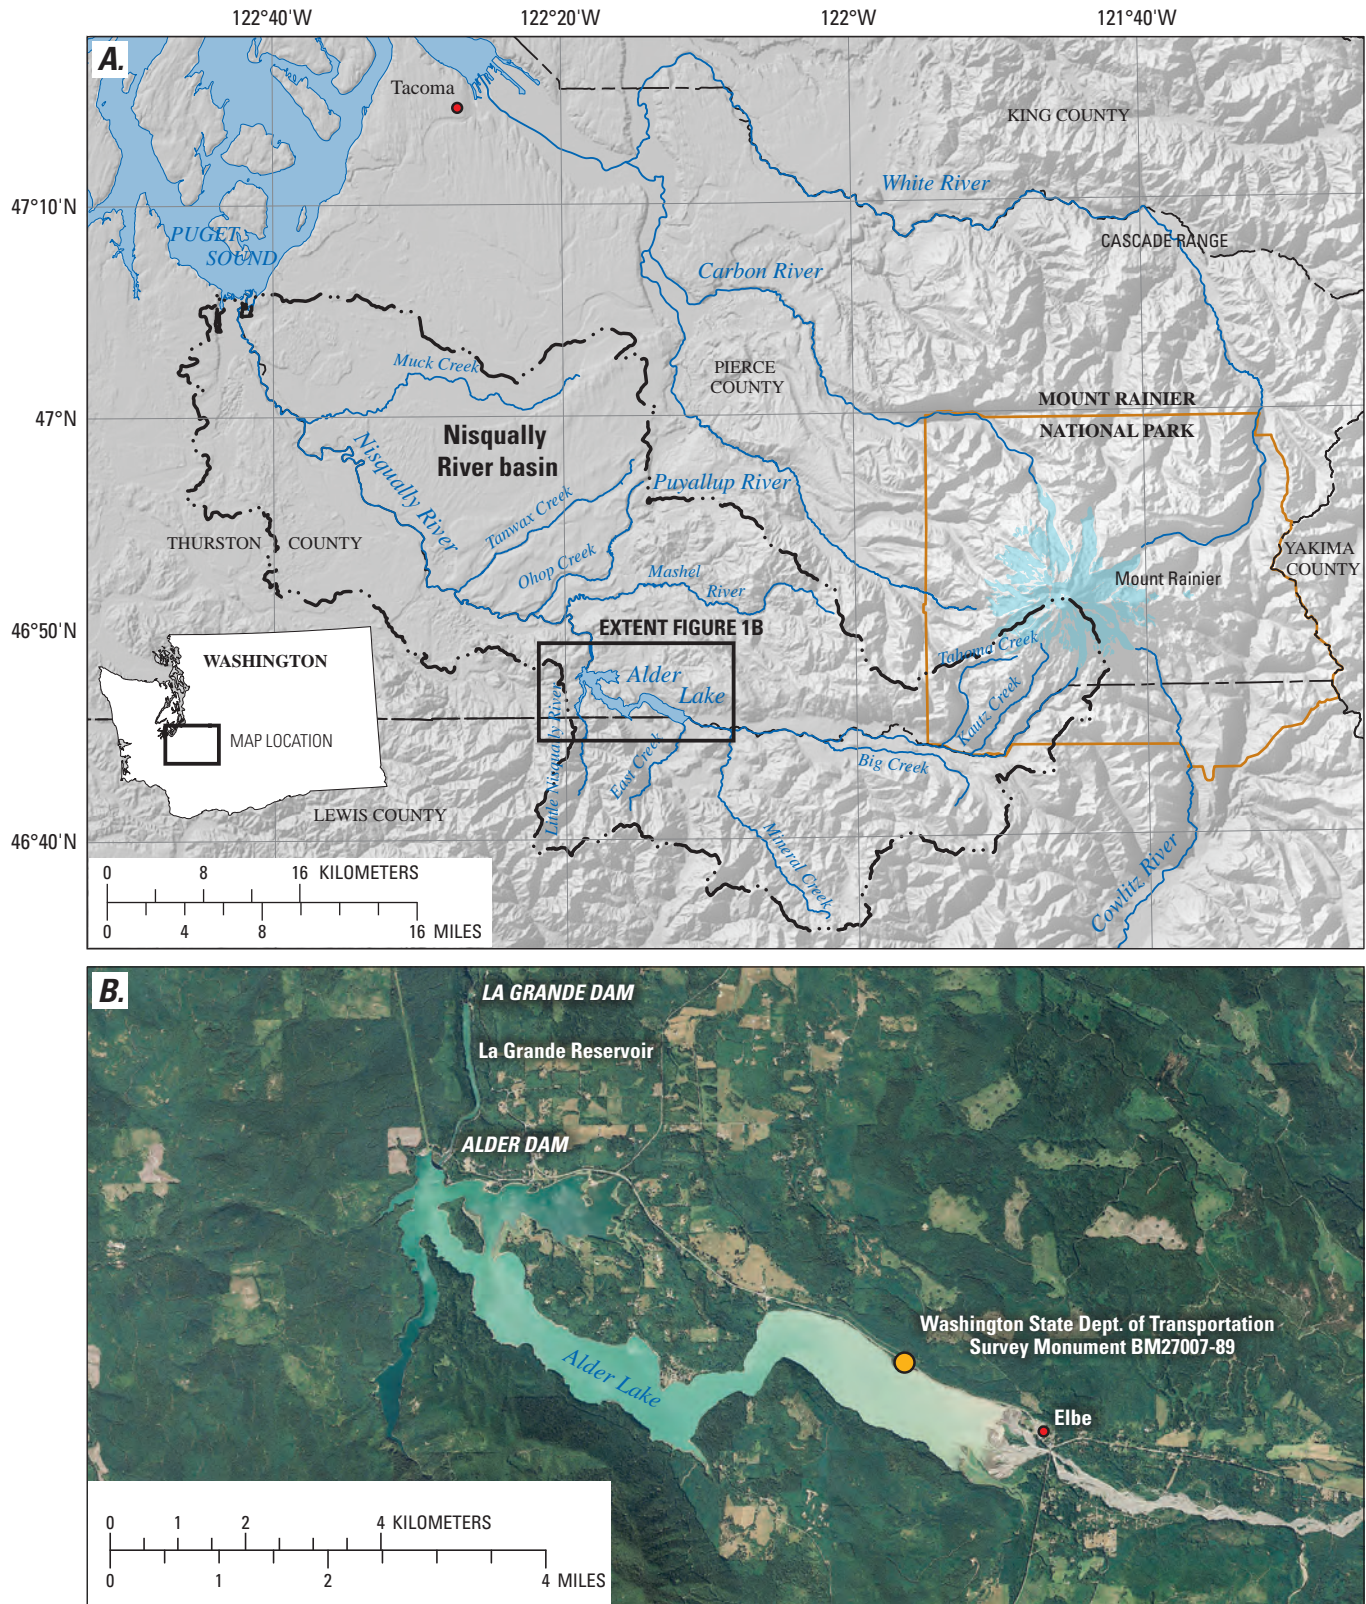 122°40'W 122°20'W 122°W 121°40'W
A.
Tacoma
KING COUNTY
White River
47°10'N
PUGET
SOUND
CASCADE RANGE
Carbon River
Muck Creek
PIERCE
COUNTY
MOUNT RAINIER
NATIONAL PARK
47°N
Nisqually
River basin
Nisqually River
Puyallup River
Tanwax Creek
THURSTON COUNTY
Ohop Creek
Mashel
River
YAKIMA
COUNTY
Mount Rainier
46°50'N
EXTENT FIGURE 1B
WASHINGTON
Tahoma Creek
Alder
Lake
Kautz Creek
MAP LOCATION
Little Nisqually River
East Creek
Big Creek
LEWIS COUNTY
Mineral Creek
46°40'N
Cowlitz River
0 8 16 KILOMETERS
0 4 8 16 MILES
B.
LA GRANDE DAM
La Grande Reservoir
ALDER DAM
Washington State Dept. of Transportation
Survey Monument BM27007-89
Alder Lake
Elbe
0 1 2 4 KILOMETERS
0 1 2 4 MILES